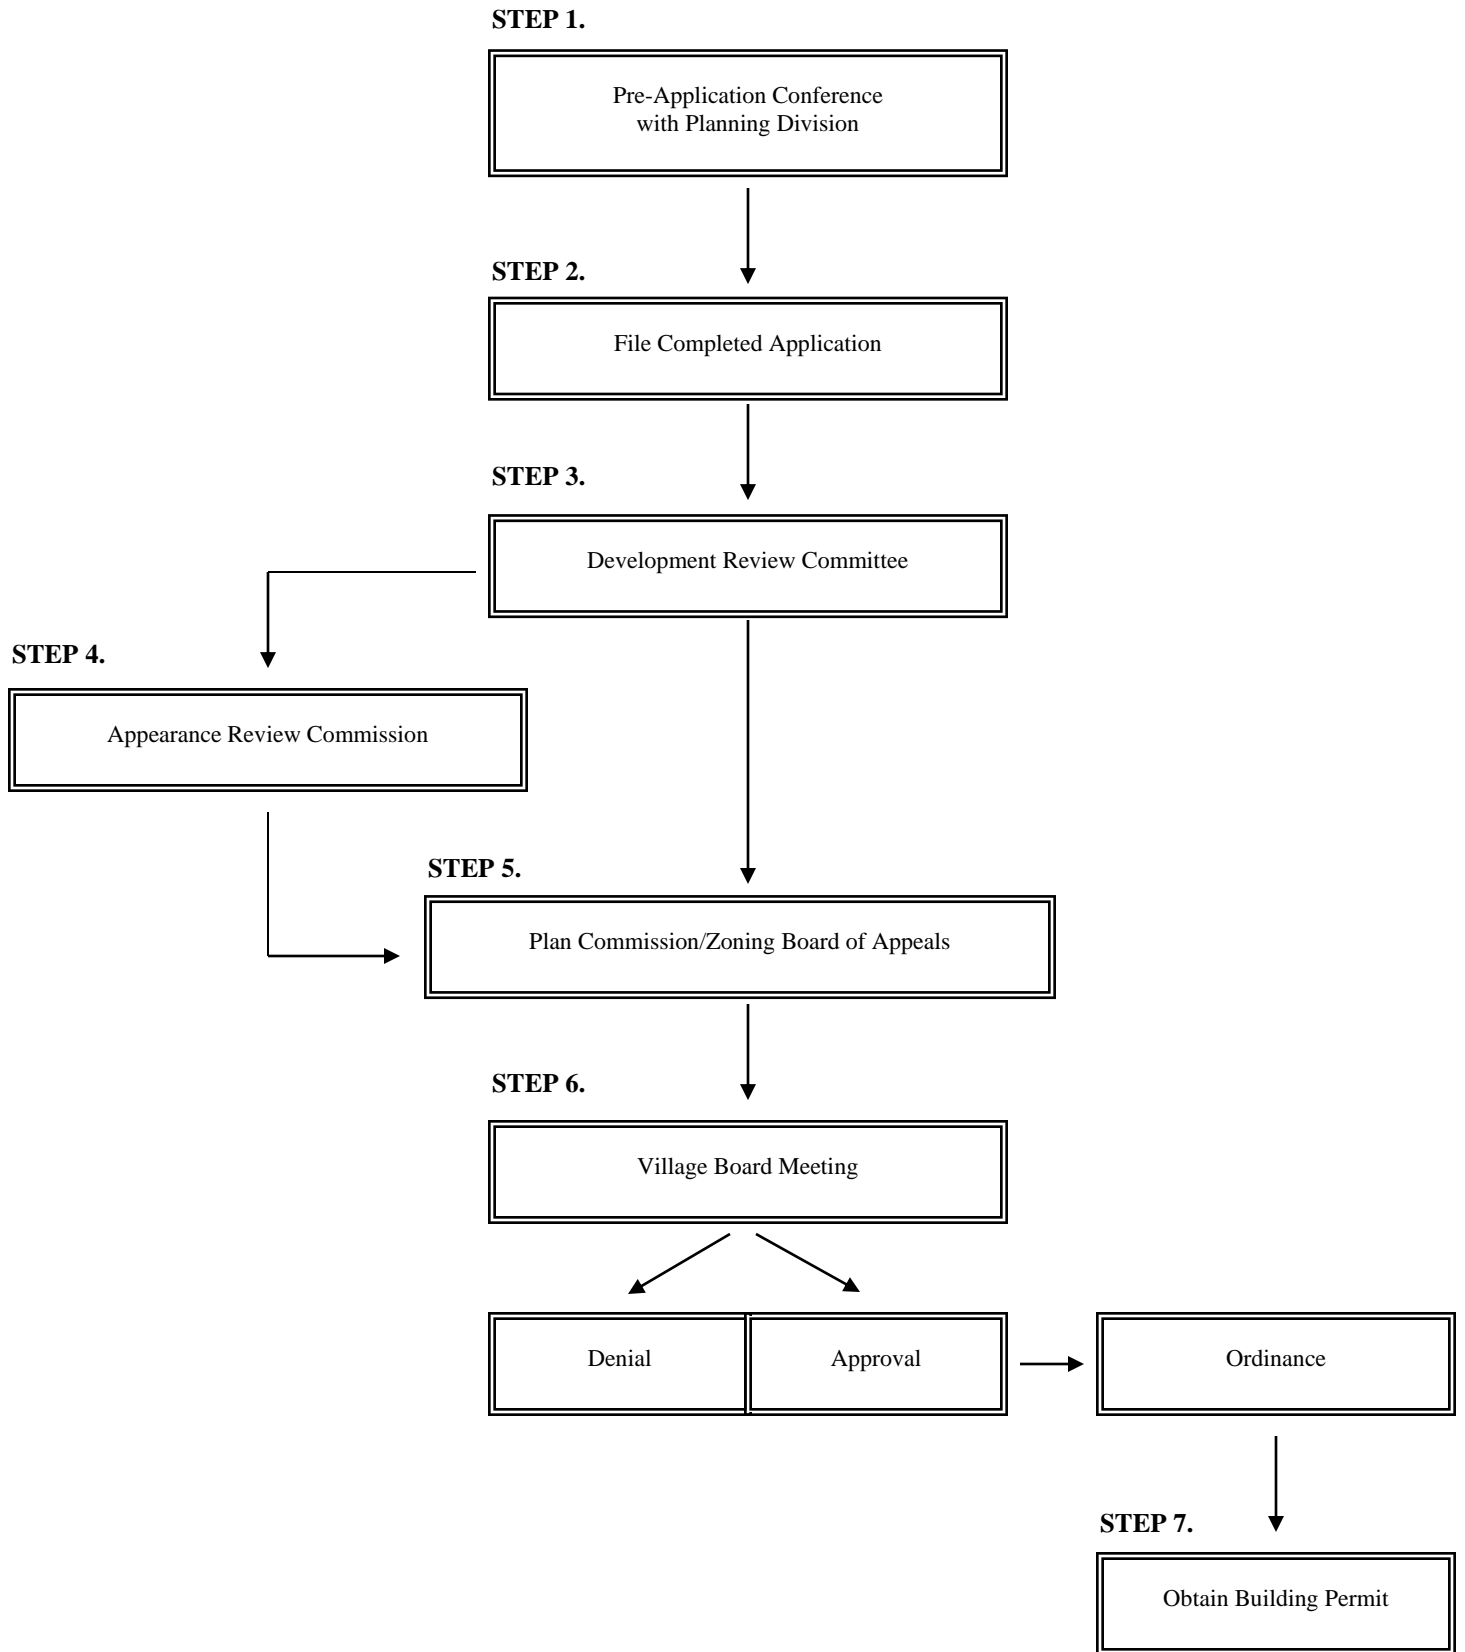 STEP 1.
Pre-Application Conference
with Planning Division
STEP 2.
File Completed Application
STEP 3.
Development Review Committee
STEP 4.
Appearance Review Commission
STEP 5.
Plan Commission/Zoning Board of Appeals
STEP 6.
Village Board Meeting
Denial
Approval
Ordinance
STEP 7.
Obtain Building Permit